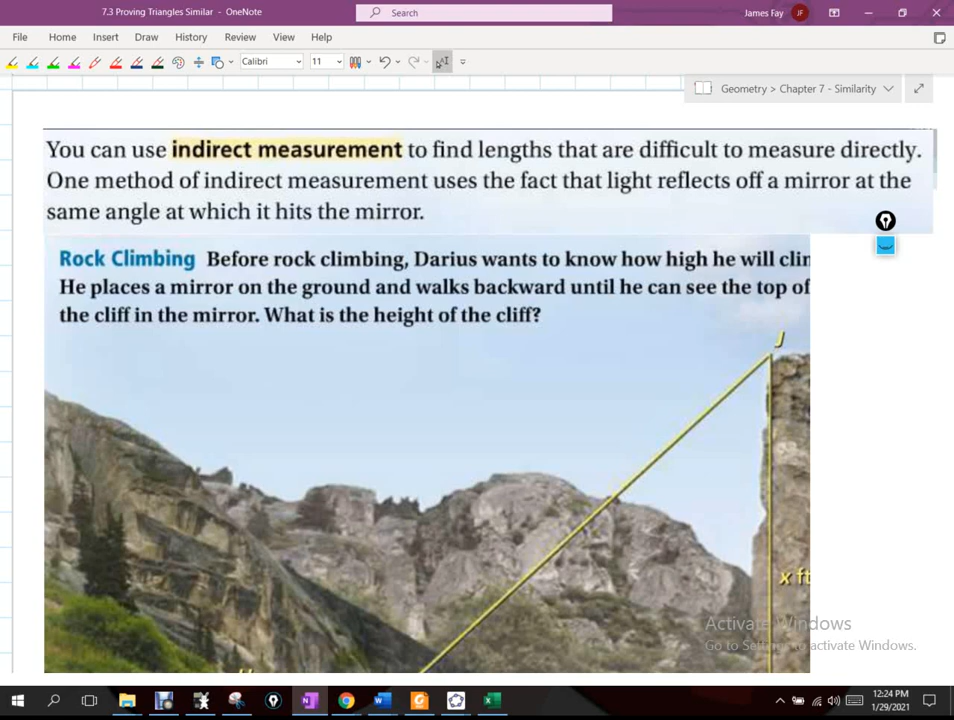 7.3 Proving Triangles Similar - OneNote
Search
James Fay
JF
File Home Insert Draw History Review View Help
Calibri 11
Geometry > Chapter 7 - Similarity
You can use indirect measurement to find lengths that are difficult to measure directly.
One method of indirect measurement uses the fact that light reflects off a mirror at the
same angle at which it hits the mirror.
Rock Climbing Before rock climbing, Darius wants to know how high he will clin
He places a mirror on the ground and walks backward until he can see the top of
the cliff in the mirror. What is the height of the cliff?
J
x ft
Activate Windows
Go to Settings to activate Windows.
12:24 PM
1/29/2021